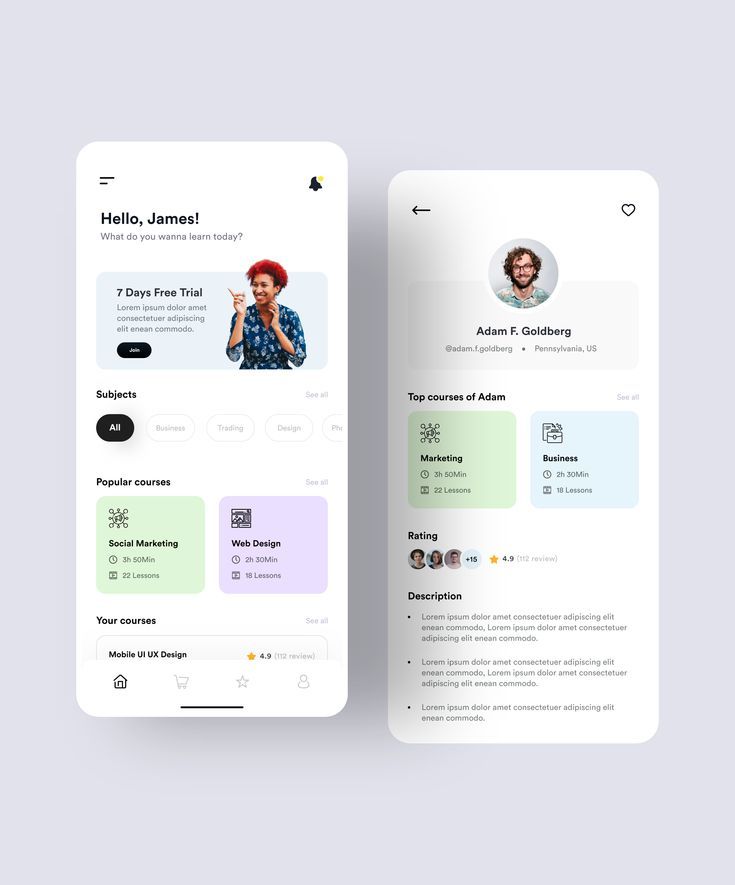 Hello, James!
What do you wanna learn today?
7 Days Free Trial
Lorem ipsum dolor amet
consectetuer adipiscing
elit enean commodo.
Join
Subjects
See all
All
Business
Trading
Design
Pho
Popular courses
See all
Social Marketing
3h 50Min
22 Lessons
Web Design
2h 30Min
18 Lessons
Your courses
See all
Mobile UI UX Design
4.9 (112 review)
Adam F. Goldberg
@adam.f.goldberg • Pennsylvania, US
Top courses of Adam
See all
Marketing
3h 50Min
22 Lessons
Business
2h 30Min
18 Lessons
Rating
+15
4.9 (112 review)
Description
• Lorem ipsum dolor amet consectetuer adipiscing elit
enean commodo, Lorem ipsum dolor amet consectetuer
adipiscing elit enean commodo.
• Lorem ipsum dolor amet consectetuer adipiscing elit
enean commodo, Lorem ipsum dolor amet consectetuer
adipiscing elit enean commodo.
• Lorem ipsum dolor amet consectetuer adipiscing elit
enean commodo.